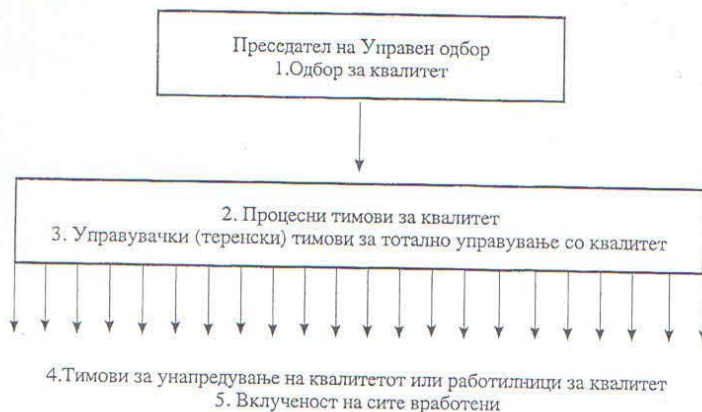 Преседател на Управен одбор
1.Одбор за квалитет
2. Процесни тимови за квалитет
3. Управувачки (теренски) тимови за тотално управување со квалитет
4.Тимови за унапредување на квалитетот или работилници за квалитет
5. Вклученост на сите вработени